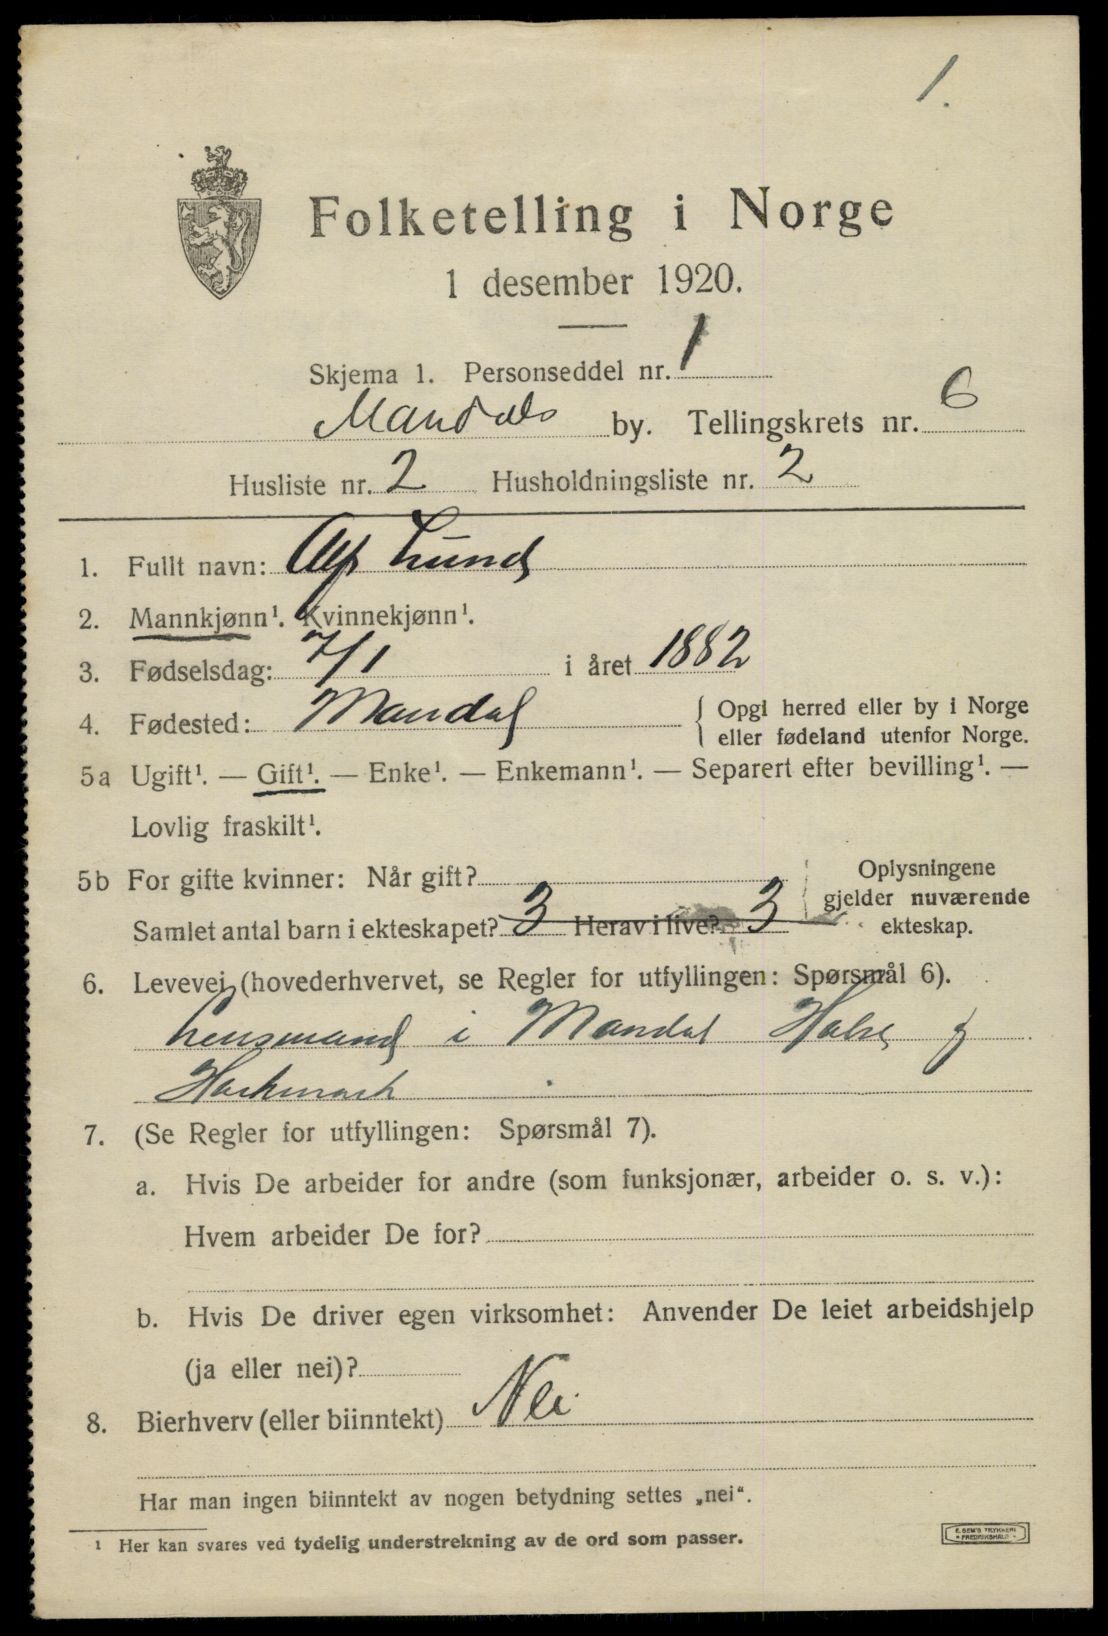 1.
Folketelling i Norge
1 desember 1920.
Skjema 1. Personseddel nr. 1
Mandals by. Tellingskrets nr. 6
Husliste nr. 2 Husholdningsliste nr. 2
1. Fullt navn: Alf Lund
2. Mannkjønn¹. Kvinnekjønn¹.
3. Fødselsdag: 7/1 i året 1882
4. Fødested: Mandal { Opgi herred eller by i Norge
eller fødeland utenfor Norge.
5a Ugift¹. — Gift¹. — Enke¹. — Enkemann¹. — Separert efter bevilling¹. —
Lovlig fraskilt¹.
5b For gifte kvinner: Når gift?
Samlet antal barn i ekteskapet? 3 Herav i live? 3
Oplysningene
gjelder nuværende
ekteskap.
6. Levevei (hovederhvervet, se Regler for utfyllingen: Spørsmål 6).
Lensmand i Mandal Halse &
Harkmark
7. (Se Regler for utfyllingen: Spørsmål 7).
a. Hvis De arbeider for andre (som funksjonær, arbeider o. s. v.):
Hvem arbeider De for?
b. Hvis De driver egen virksomhet: Anvender De leiet arbeidshjelp
(ja eller nei)?
8. Bierhverv (eller biinntekt) Nei
Har man ingen biinntekt av nogen betydning settes „nei“.
¹ Her kan svares ved tydelig understrekning av de ord som passer.
E. SEM'S TRYKKERI
FREDRIKSHALD